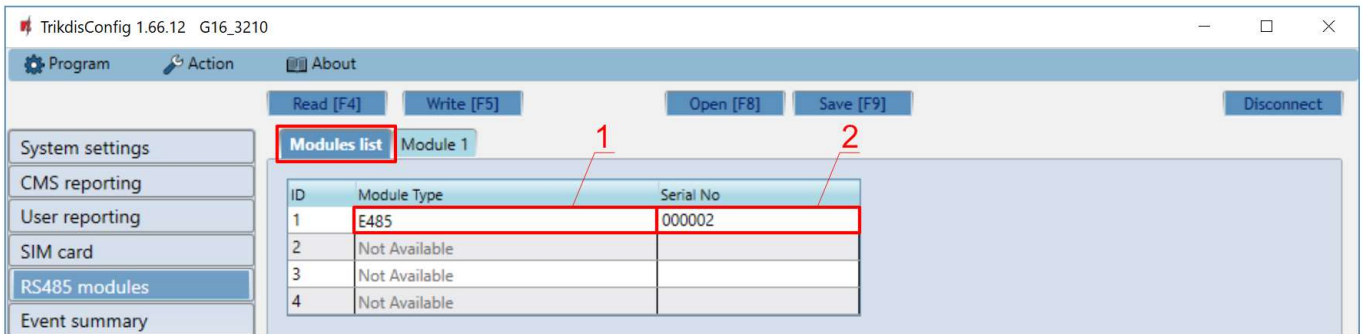 TrikdisConfig 1.66.12 G16_3210
Program Action About
Read [F4] Write [F5] Open [F8] Save [F9] Disconnect
Modules list Module 1 1 2
System settings
CMS reporting
User reporting
SIM card
RS485 modules
Event summary
ID Module Type Serial No
1 E485 000002
2 Not Available
3 Not Available
4 Not Available